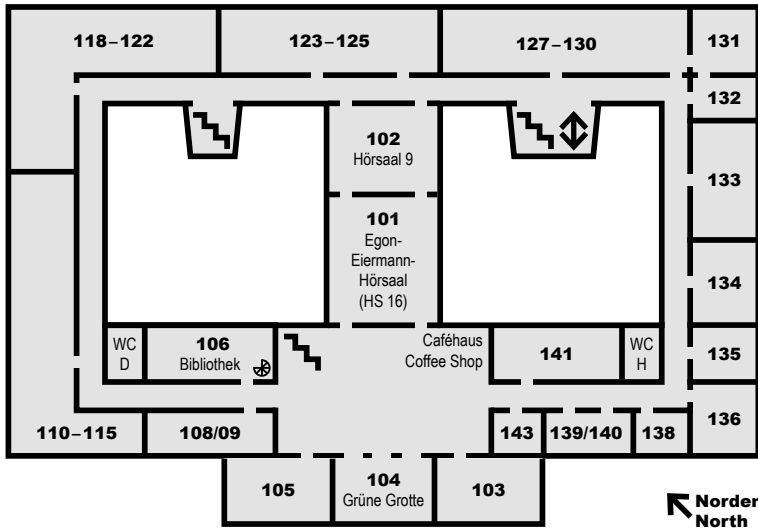 118–122
123–125
127–130
131
132
102
Hörsaal 9
133
101
Egon-
Eiermann-
Hörsaal
(HS 16)
134
WC
D
106
Bibliothek
Caféhaus
Coffee Shop
141
WC
H
135
110–115
108/09
143
139/140
138
136
105
104
Grüne Grotte
103
Norden
North